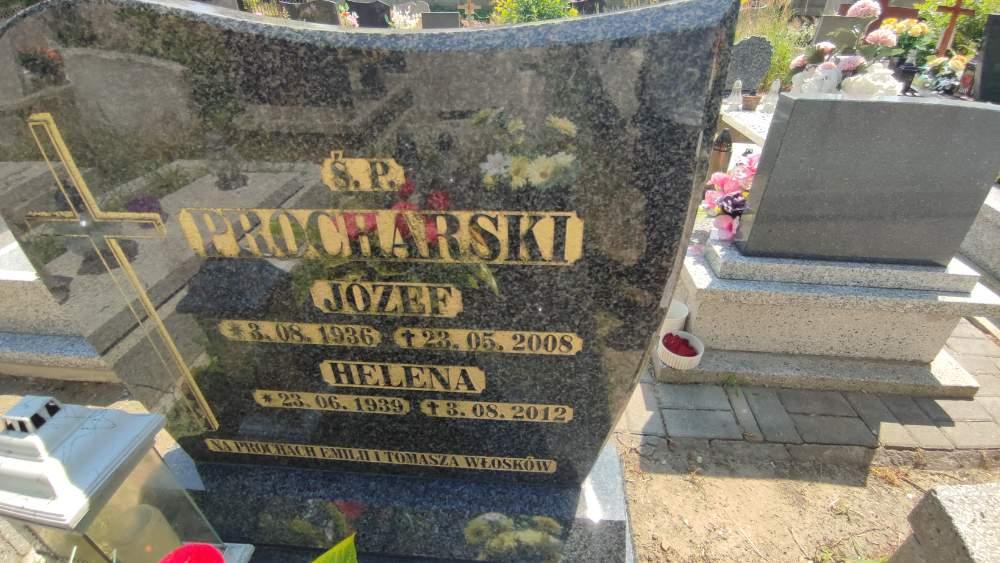 Ś.P.
PROCHARSKI
JÓZEF
* 3.08.1936 ✝ 23.05.2008
HELENA
* 23.06.1939 ✝ 3.08.2012
NA PROCHACH EMILII I TOMASZA WŁOSKÓW